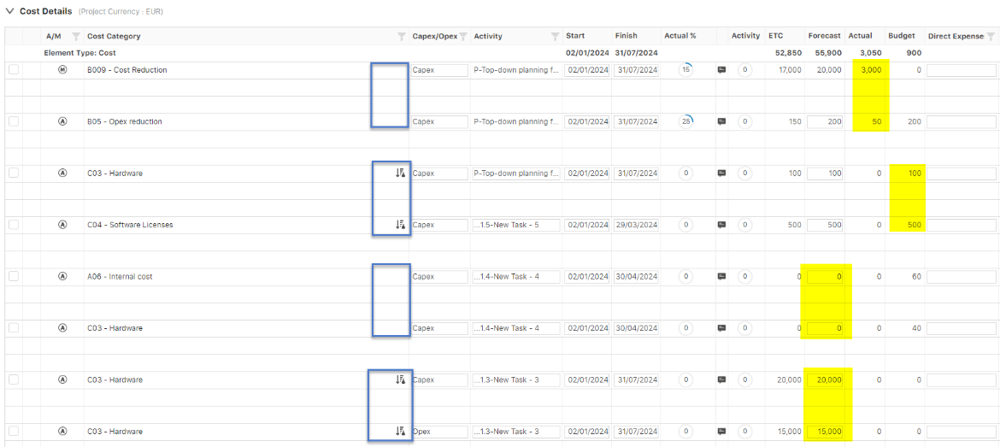 Cost Details (Project Currency : EUR)
A/M Cost Category Capex/Opex Activity Start Finish Actual % Activity ETC Forecast Actual Budget Direct Expense
Element Type: Cost 02/01/2024 31/07/2024 52,850 55,900 3,050 900
M B009 - Cost Reduction Capex P-Top-down planning f... 02/01/2024 31/07/2024 15 0 17,000 20,000 3,000 0
A B05 - Opex reduction Capex P-Top-down planning f... 02/01/2024 31/07/2024 25 0 150 200 50 200
A C03 - Hardware Capex P-Top-down planning f... 02/01/2024 31/07/2024 0 0 100 100 0 100
A C04 - Software Licenses Capex ...1.5-New Task - 5 02/01/2024 29/03/2024 0 0 500 500 0 500
A A06 - Internal cost Capex ...1.4-New Task - 4 02/01/2024 30/04/2024 0 0 0 0 0 60
A C03 - Hardware Capex ...1.4-New Task - 4 02/01/2024 30/04/2024 0 0 0 0 0 40
A C03 - Hardware Capex ...1.3-New Task - 3 02/01/2024 31/07/2024 0 0 20,000 20,000 0 0
A C03 - Hardware Opex ...1.3-New Task - 3 02/01/2024 31/07/2024 0 0 15,000 15,000 0 0